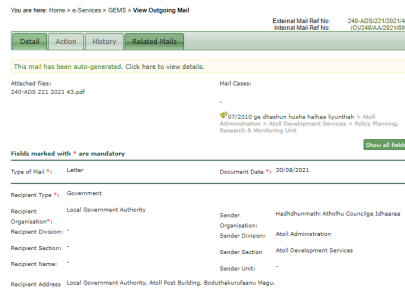 You are here: Home > e-Services > GEMS > View Outgoing Mail
External Mail Ref No: 240-ADS/221/2021/4
Internal Mail Ref No: (O)/240/AA/2021/80
Detail Action History Related Mails
This mail has been auto-generated. Click here to view details.
Attached files: Mail Cases:
240-ADS 221 2021 43.pdf
-
07/2010 ge dhashun husha halhaa liyunthah > Atoll
Administration > Atoll Development Services > Policy Planning,
Research & Monitoring Unit
Show all fields
Fields marked with * are mandatory
Type of Mail *: Letter Document Date *: 30/08/2021
Recipient Type *: Government
Recipient Organisation*: Local Government Authority
Sender Organisation: Hadhdhunmathi Atholhu Councilge Idhaaraa
Recipient Division: - Sender Division: Atoll Administration
Recipient Section: - Sender Section Atoll Development Services
Recipient Name: - Sender Unit: -
Recipient Address Local Government Authority, Atoll Post Building, Boduthakurufaanu Magu,